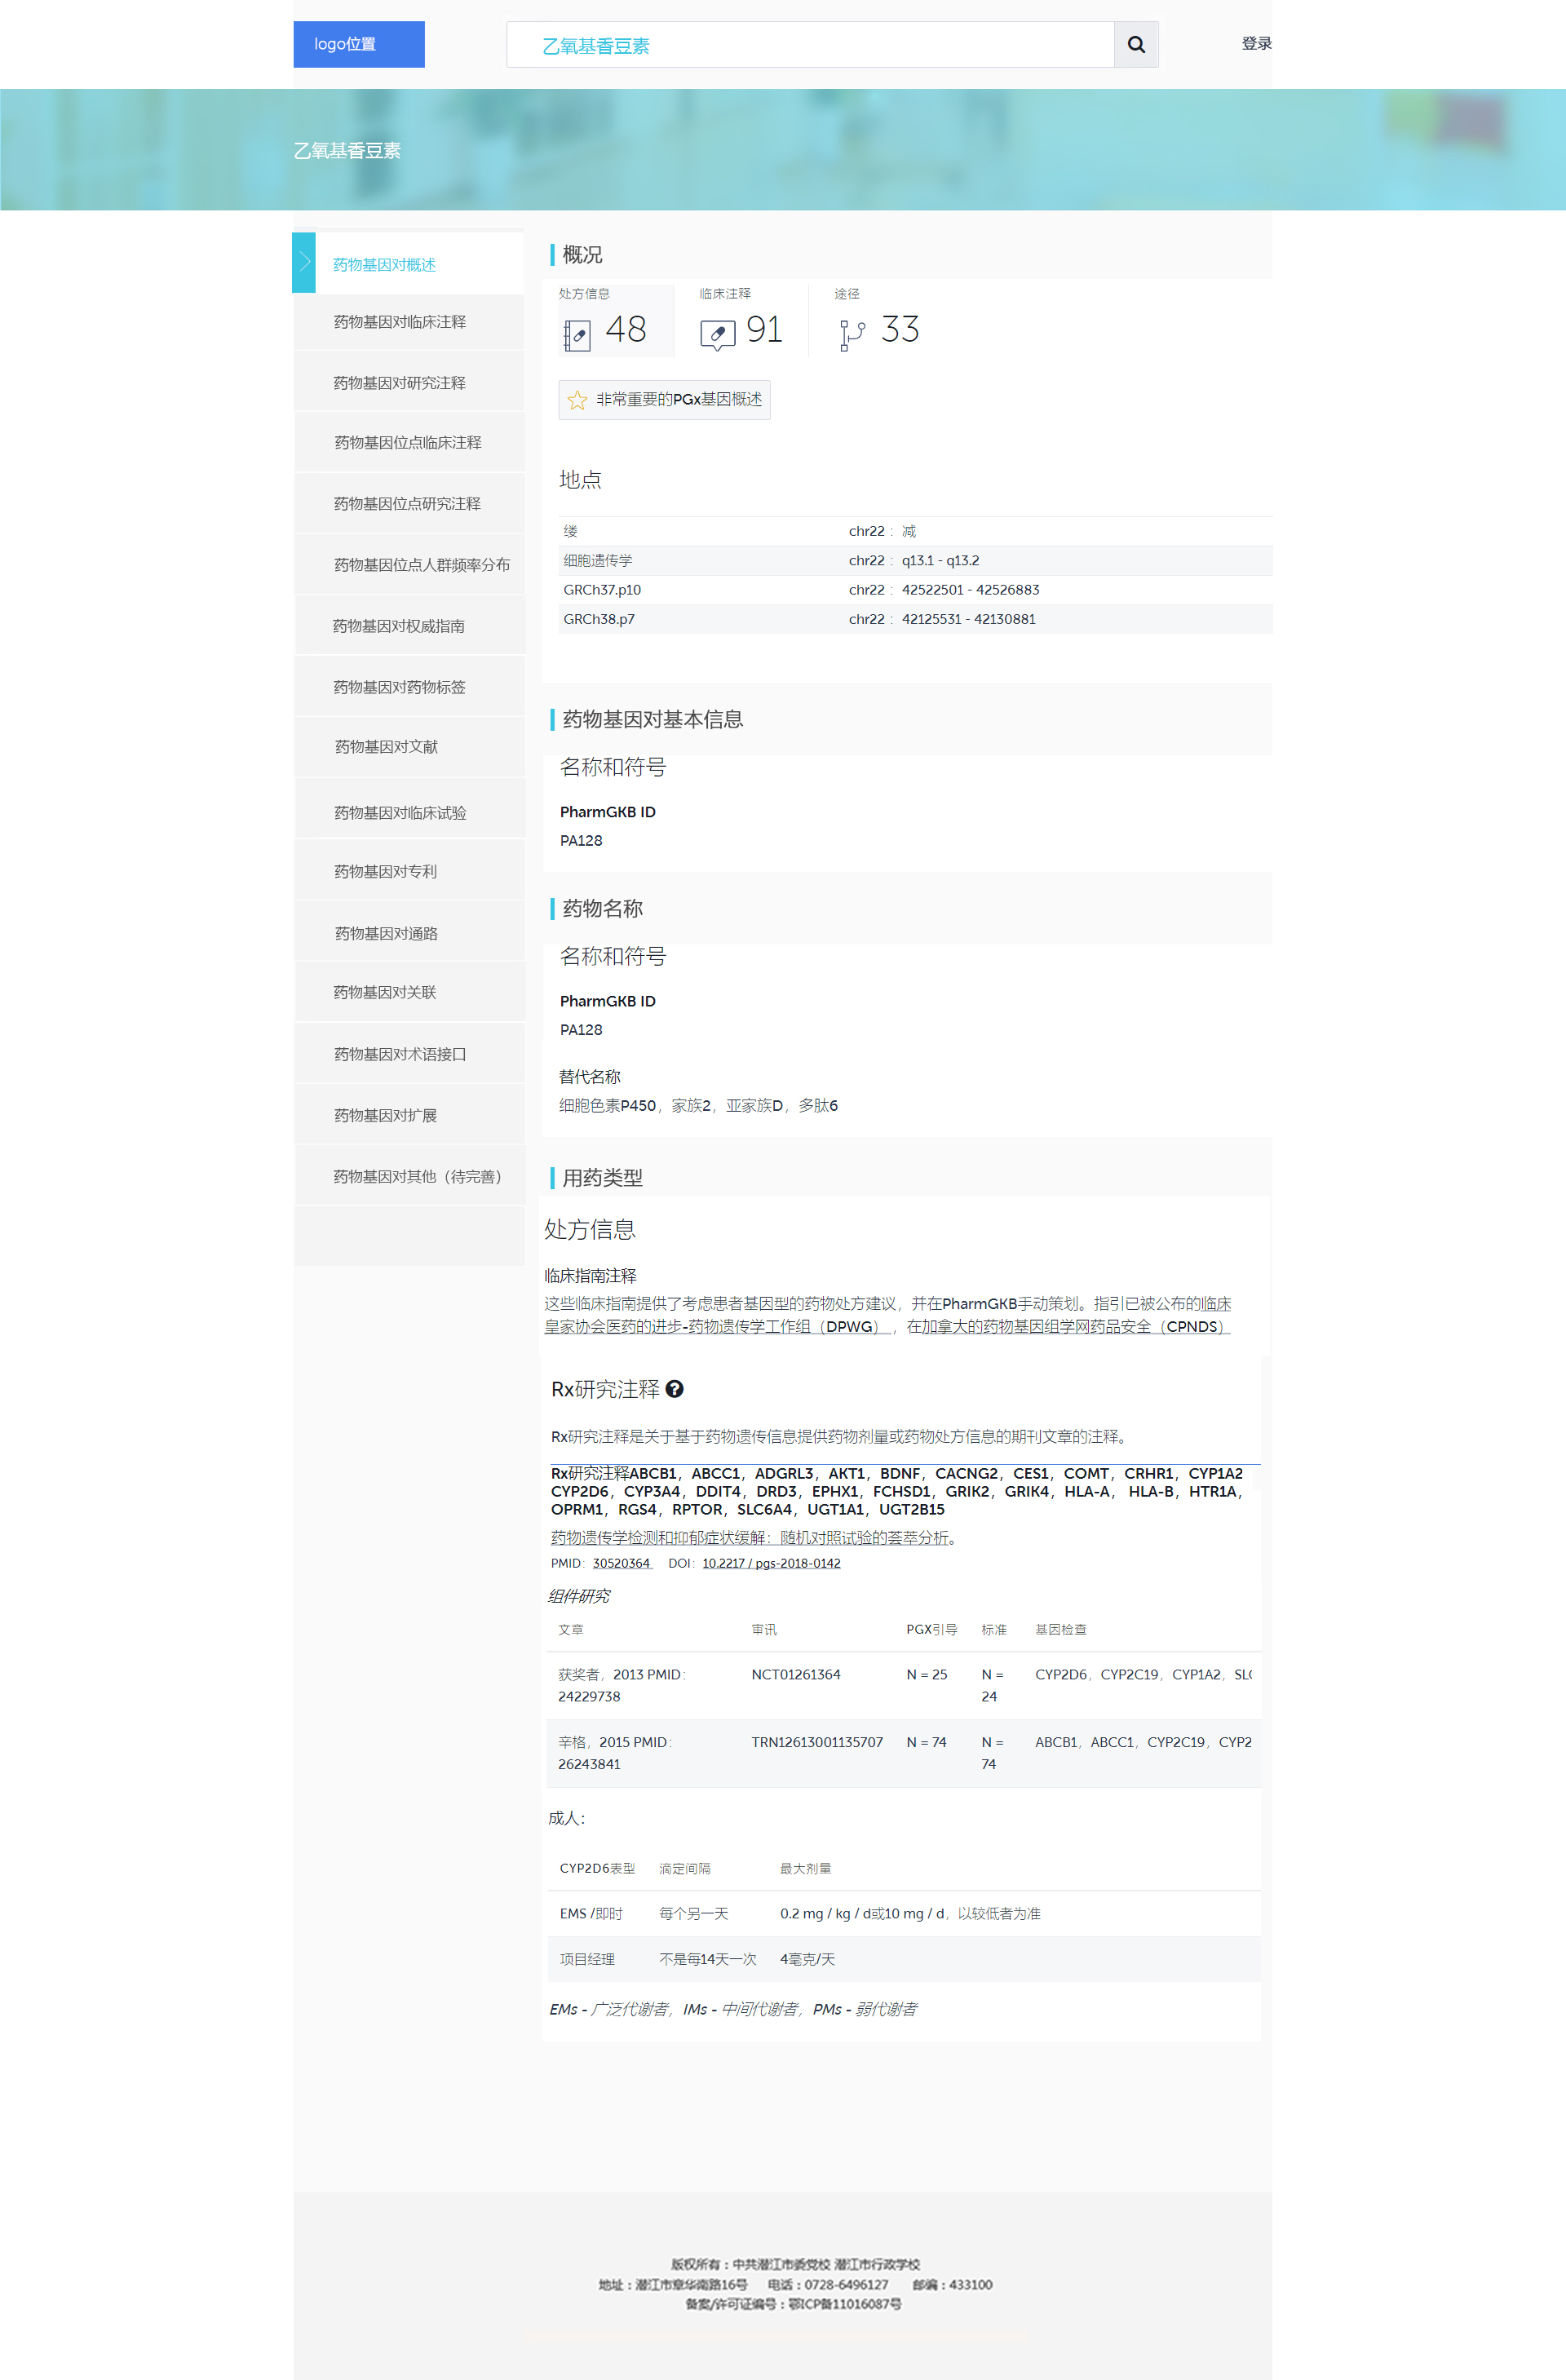 logo位置
乙氧基香豆素
登录
乙氧基香豆素
药物基因对概述
药物基因对临床注释
药物基因对研究注释
药物基因位点临床注释
药物基因位点研究注释
药物基因位点人群频率分布
药物基因对权威指南
药物基因对药物标签
药物基因对文献
药物基因对临床试验
药物基因对专利
药物基因对通路
药物基因对关联
药物基因对术语接口
药物基因对扩展
药物基因对其他（待完善）
概况
处方信息 临床注释 途径
48 91 33
非常重要的PGx基因概述
地点
缕 chr22 : 减
细胞遗传学 chr22 : q13.1 - q13.2
GRCh37.p10 chr22 : 42522501 - 42526883
GRCh38.p7 chr22 : 42125531 - 42130881
药物基因对基本信息
名称和符号
PharmGKB ID
PA128
药物名称
名称和符号
PharmGKB ID
PA128
替代名称
细胞色素P450，家族2，亚家族D，多肽6
用药类型
处方信息
临床指南注释
这些临床指南提供了考虑患者基因型的药物处方建议，并在PharmGKB手动策划。指引已被公布的临床
皇家协会医药的进步-药物遗传学工作组（DPWG），在加拿大的药物基因组学网药品安全（CPNDS）
Rx研究注释 ?
Rx研究注释是关于基于药物遗传信息提供药物剂量或药物处方信息的期刊文章的注释。
Rx研究注释ABCB1，ABCC1，ADGRL3，AKT1，BDNF，CACNG2，CES1，COMT，CRHR1，CYP1A2
CYP2D6，CYP3A4，DDIT4，DRD3，EPHX1，FCHSD1，GRIK2，GRIK4，HLA-A， HLA-B，HTR1A，
OPRM1，RGS4，RPTOR，SLC6A4，UGT1A1，UGT2B15
药物遗传学检测和抑郁症状缓解：随机对照试验的荟萃分析。
PMID：30520364 DOI：10.2217 / pgs-2018-0142
组件研究
文章 审讯 PGX引导 标准 基因检查
获奖者，2013 PMID： NCT01261364 N = 25 N = CYP2D6，CYP2C19，CYP1A2，SLC
24229738 24
辛格，2015 PMID： TRN12613001135707 N = 74 N = ABCB1，ABCC1，CYP2C19，CYP2
26243841 74
成人：
CYP2D6表型 滴定间隔 最大剂量
EMS /即时 每个另一天 0.2 mg / kg / d或10 mg / d，以较低者为准
项目经理 不是每14天一次 4毫克/天
EMs - 广泛代谢者，IMs - 中间代谢者，PMs - 弱代谢者
版权所有：中共潜江市委党校 潜江市行政学校
地址：潜江市章华南路16号 电话：0728-6496127 邮编：433100
备案/许可证编号：鄂ICP备11016087号